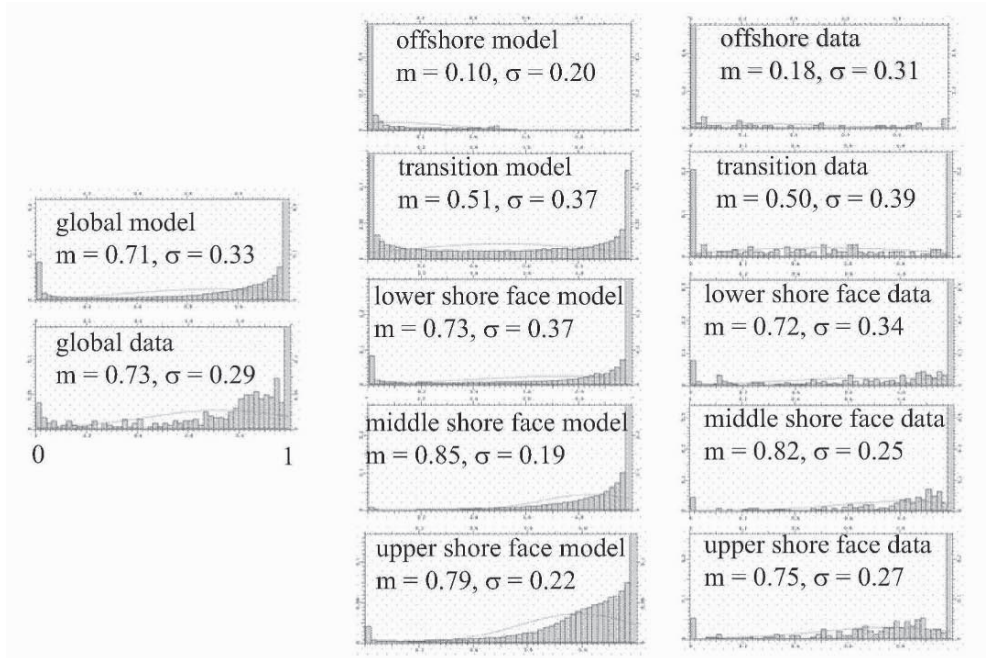 global model
m = 0.71, σ = 0.33
global data
m = 0.73, σ = 0.29
0 1
offshore model
m = 0.10, σ = 0.20
transition model
m = 0.51, σ = 0.37
lower shore face model
m = 0.73, σ = 0.37
middle shore face model
m = 0.85, σ = 0.19
upper shore face model
m = 0.79, σ = 0.22
offshore data
m = 0.18, σ = 0.31
transition data
m = 0.50, σ = 0.39
lower shore face data
m = 0.72, σ = 0.34
middle shore face data
m = 0.82, σ = 0.25
upper shore face data
m = 0.75, σ = 0.27